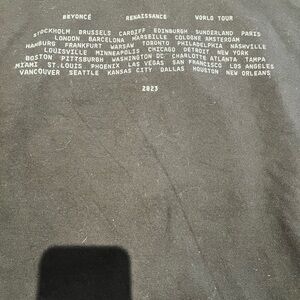 BEYONCÉ RENAISSANCE WORLD TOUR
STOCKHOLM BRUSSELS CARDIFF EDINBURGH SUNDERLAND PARIS
LONDON BARCELONA MARSEILLE COLOGNE AMSTERDAM
HAMBURG FRANKFURT WARSAW TORONTO PHILADELPHIA NASHVILLE
LOUISVILLE MINNEAPOLIS CHICAGO DETROIT NEW YORK
BOSTON PITTSBURGH WASHINGTON DC CHARLOTTE ATLANTA TAMPA
MIAMI ST.LOUIS PHOENIX LAS VEGAS SAN FRANCISCO LOS ANGELES
VANCOUVER SEATTLE KANSAS CITY DALLAS HOUSTON NEW ORLEANS
2023